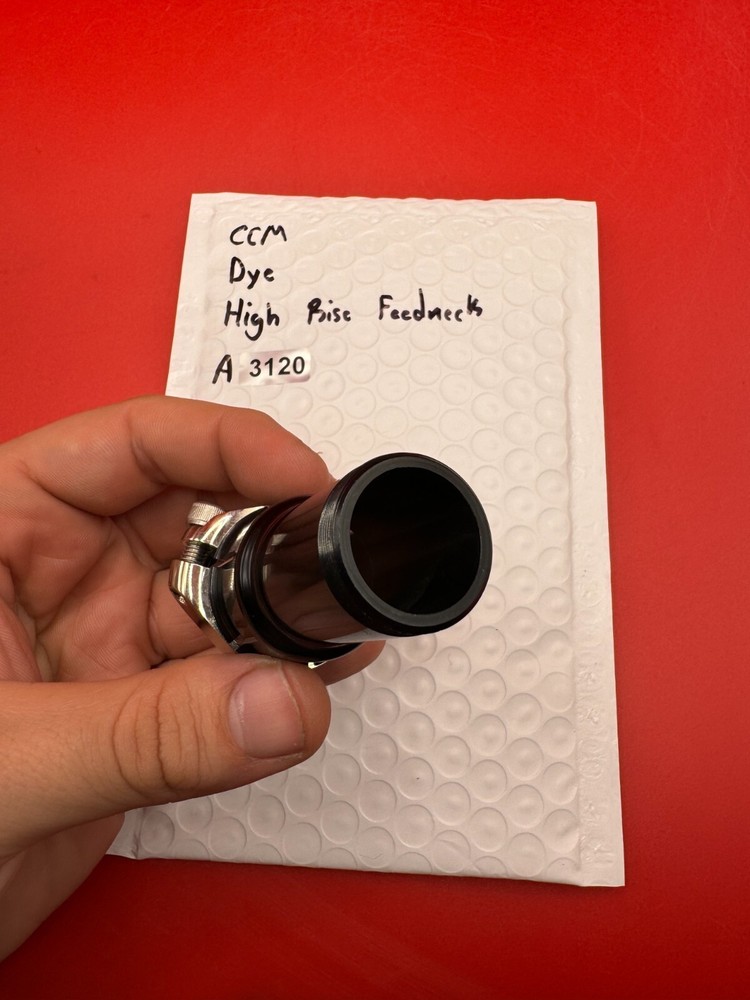 CCM
Dye
High Rise Feedneck
A 3120